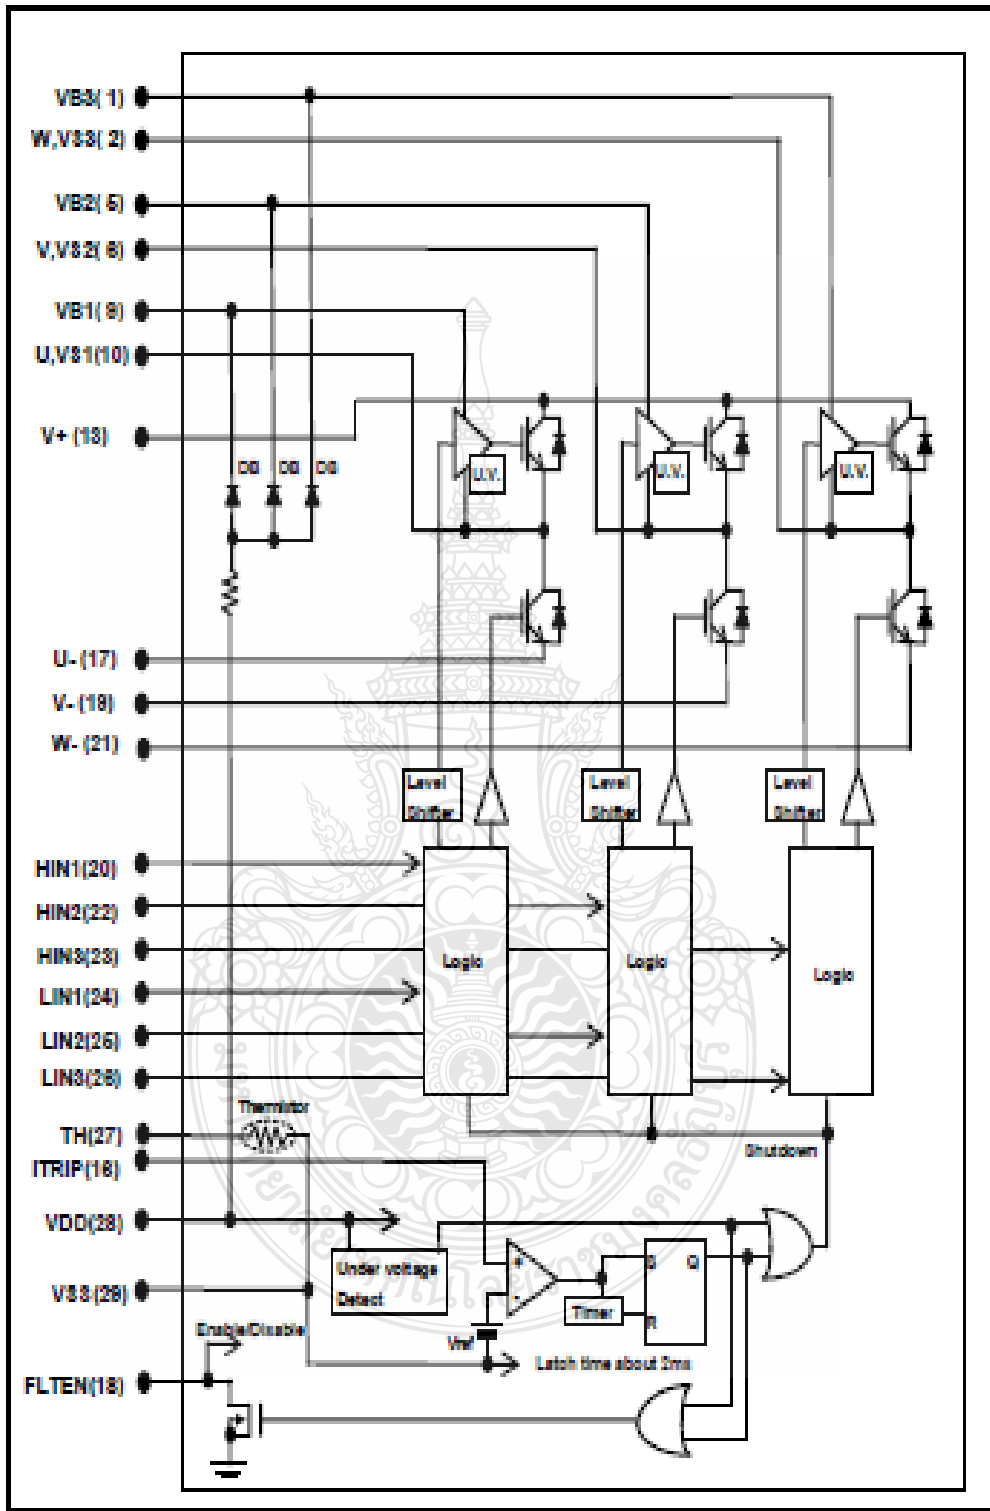 VB3( 1)
W,VS3( 2)
VB2( 5)
V,VS2( 6)
VB1( 9)
U,VS1(10)
V+ (13)
DB DB DB
U.V.
U.V.
U.V.
U- (17)
V- (19)
W- (21)
Level
Shifter
Level
Shifter
Level
Shifter
HIN1(20)
HIN2(22)
HIN3(23)
LIN1(24)
LIN2(25)
LIN3(26)
Logic
Logic
Logic
Thermistor
TH(27)
ITRIP(16)
Shutdown
VDD(28)
Under voltage
Detect
+
-
S Q
Timer
R
VSS(29)
Vref
Enable/Disable
Latch time about 2ms
FLTEN(18)